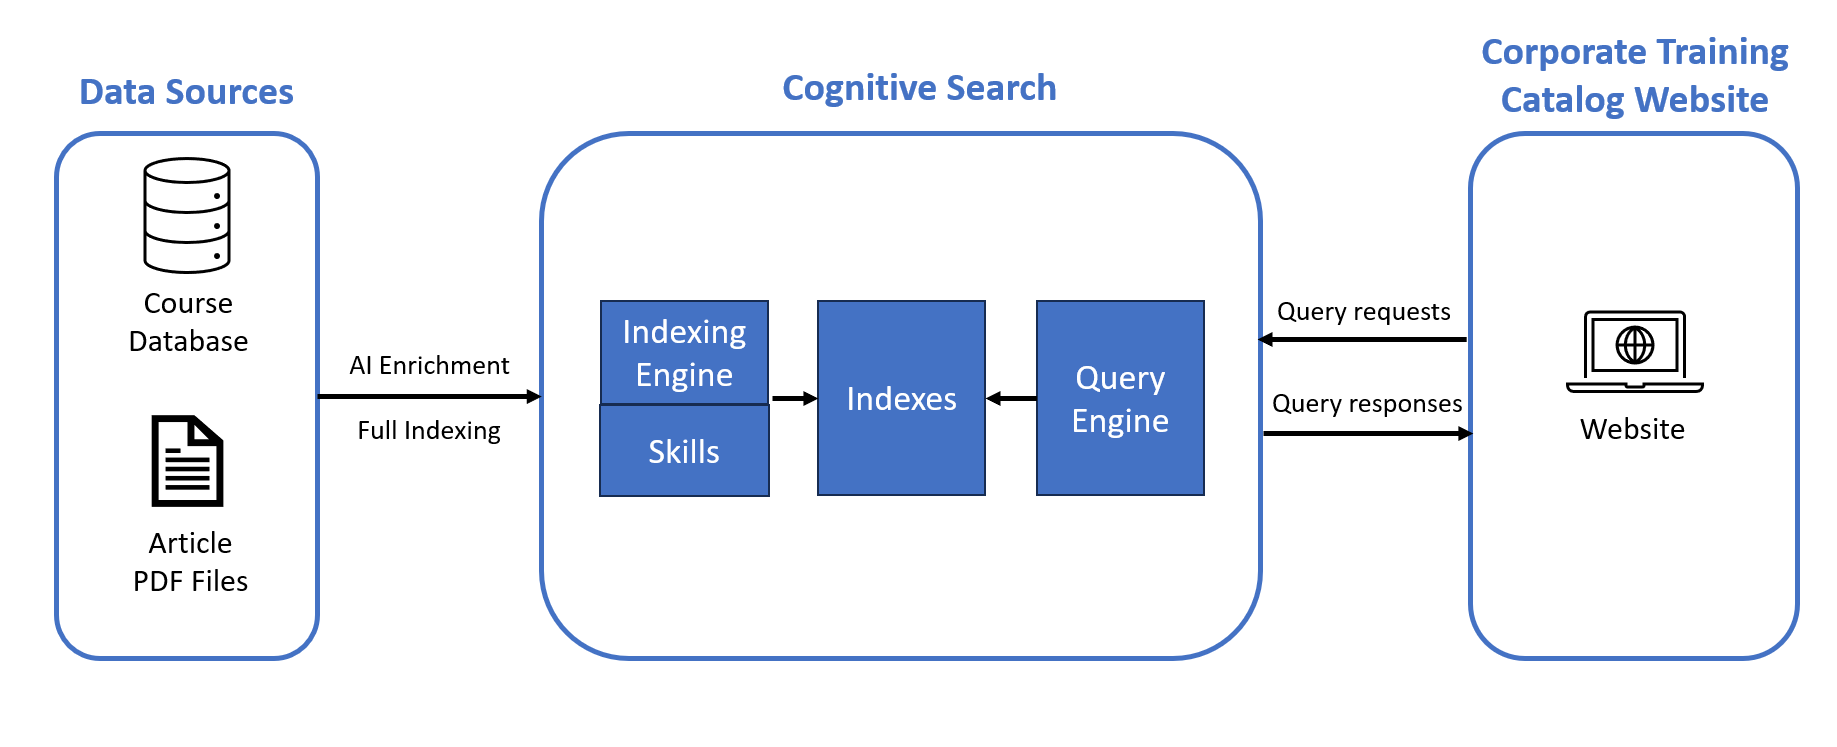 Data Sources
Course
Database
Article
PDF Files
AI Enrichment
Full Indexing
Cognitive Search
Indexing
Engine
Skills
Indexes
Query
Engine
Query requests
Query responses
Corporate Training
Catalog Website
Website